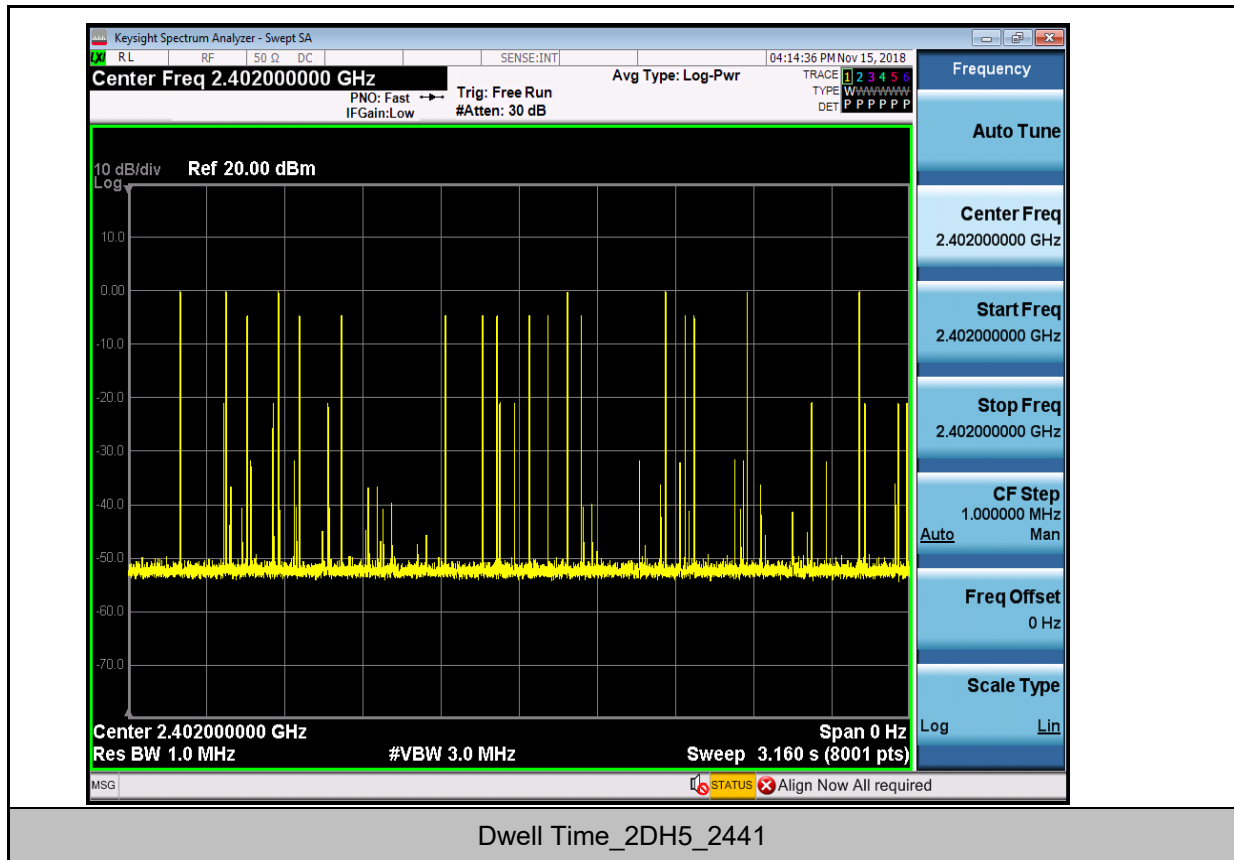 Keysight Spectrum Analyzer - Swept SA
LXI RL RF 50 Ω DC SENSE:INT 04:14:36 PM Nov 15, 2018
Center Freq 2.402000000 GHz
PNO: Fast
IFGain:Low
Trig: Free Run
#Atten: 30 dB
Avg Type: Log-Pwr
TRACE 1 2 3 4 5 6
TYPE WWWWWW
DET P P P P P P
10 dB/div Ref 20.00 dBm
Log
10.0
0.00
-10.0
-20.0
-30.0
-40.0
-50.0
-60.0
-70.0
Center 2.402000000 GHz Span 0 Hz
Res BW 1.0 MHz #VBW 3.0 MHz Sweep 3.160 s (8001 pts)
MSG STATUS Align Now All required
Frequency
Auto Tune
Center Freq
2.402000000 GHz
Start Freq
2.402000000 GHz
Stop Freq
2.402000000 GHz
CF Step
1.000000 MHz
Auto Man
Freq Offset
0 Hz
Scale Type
Log Lin
Dwell Time_2DH5_2441